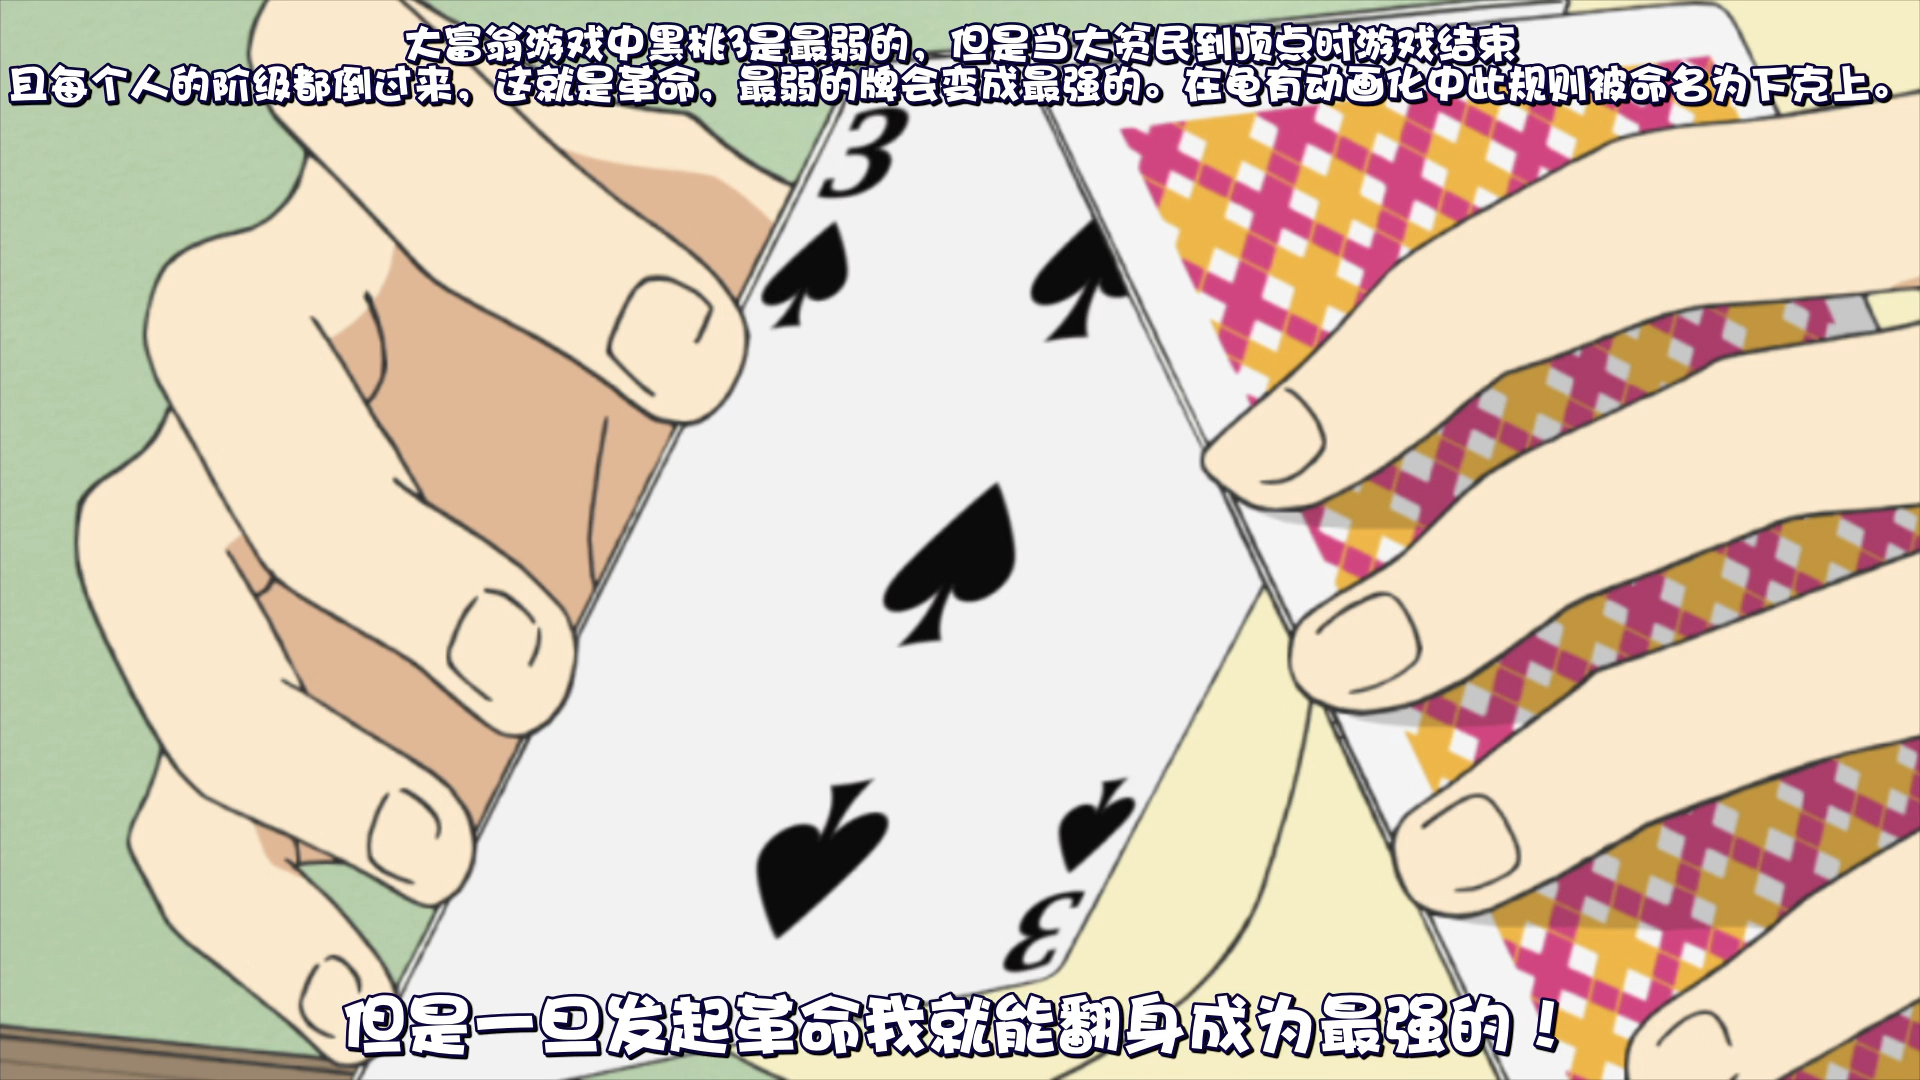 大富翁游戏中黑桃3是最弱的，但是当大贫民到顶点时游戏结束
且每个人的阶级都倒过来，这就是革命，最弱的牌会变成最强的。在龟有动画化中此规则被命名为下克上。
3
3
但是一旦发起革命我就能翻身成为最强的！